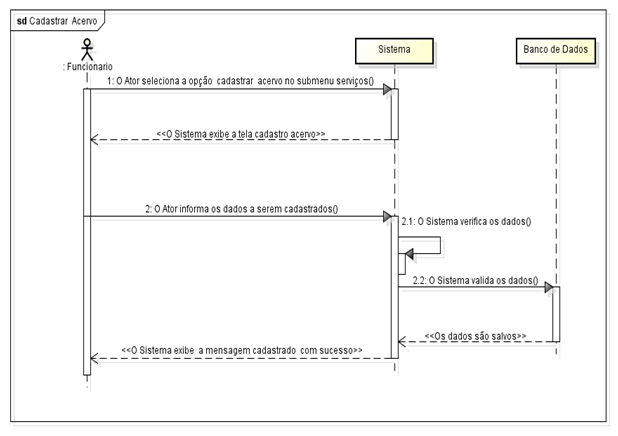 sd Cadastrar Acervo
Sistema
Banco de Dados
: Funcionario
1: O Ator seleciona a opção cadastrar acervo no submenu serviços()
<<O Sistema exibe a tela cadastro acervo>>
2: O Ator informa os dados a serem cadastrados()
2.1: O Sistema verifica os dados()
2.2: O Sistema valida os dados()
<<Os dados são salvos>>
<<O Sistema exibe a mensagem cadastrado com sucesso>>